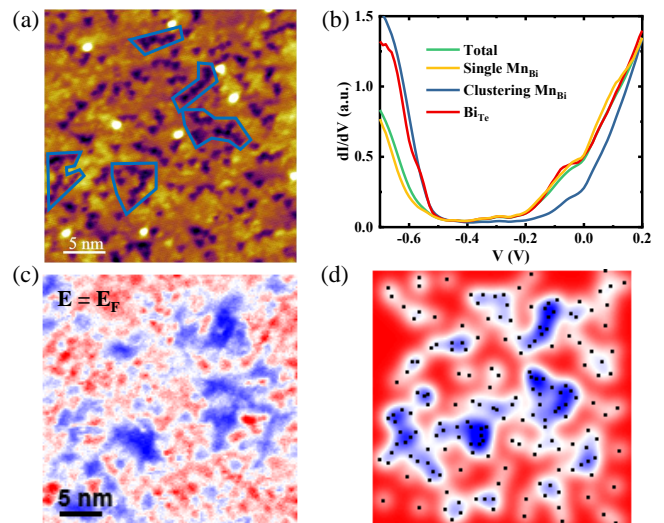 (a)
5 nm
(b)
dI/dV (a.u.)
1.5
1.0
0.5
0.0
Total
Single Mn_Bi
Clustering Mn_Bi
Bi_Te
-0.6 -0.4 -0.2 0.0 0.2
V (V)
(c)
E = E_F
5 nm
(d)